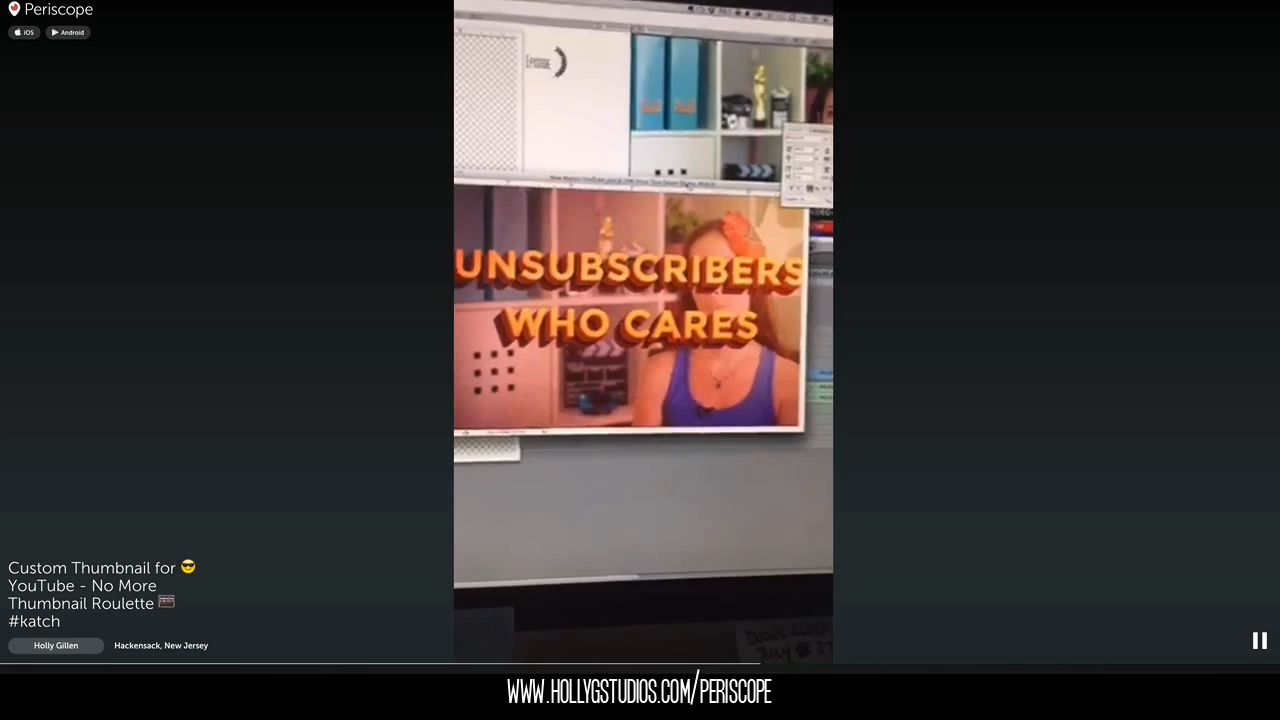 Periscope
iOS
Android
Episode
UNSUBSCRIBERS
WHO CARES
Custom Thumbnail for 😎
YouTube - No More
Thumbnail Roulette
#katch
Holly Gillen
Hackensack, New Jersey
WWW.HOLLYGSTUDIOS.COM/PERISCOPE